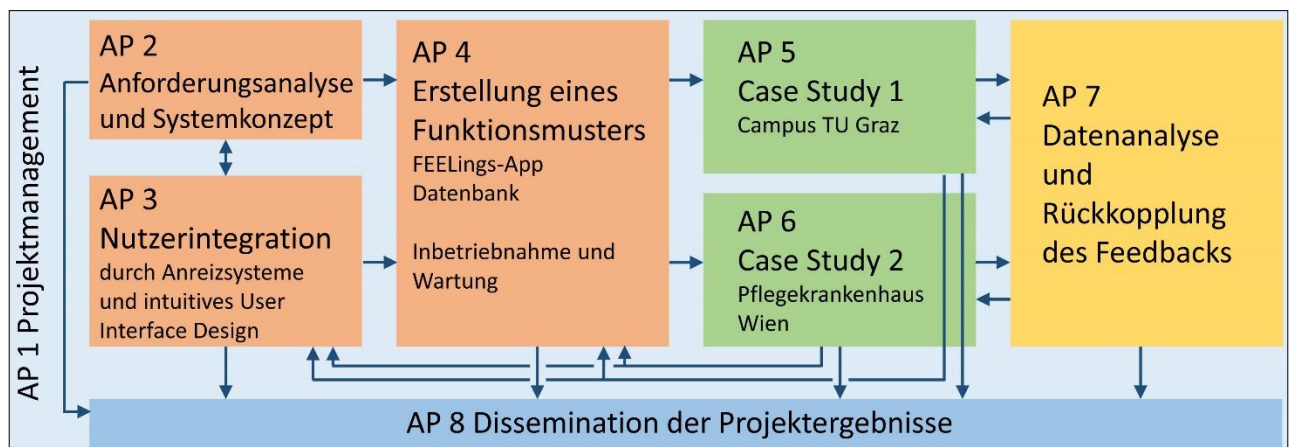 AP 1 Projektmanagement
AP 2
Anforderungsanalyse
und Systemkonzept
AP 3
Nutzerintegration
durch Anreizsysteme
und intuitives User
Interface Design
AP 4
Erstellung eines
Funktionsmusters
FEELings-App
Datenbank
Inbetriebnahme und
Wartung
AP 5
Case Study 1
Campus TU Graz
AP 6
Case Study 2
Pflegekrankenhaus
Wien
AP 7
Datenanalyse
und
Rückkopplung
des Feedbacks
AP 8 Dissemination der Projektergebnisse